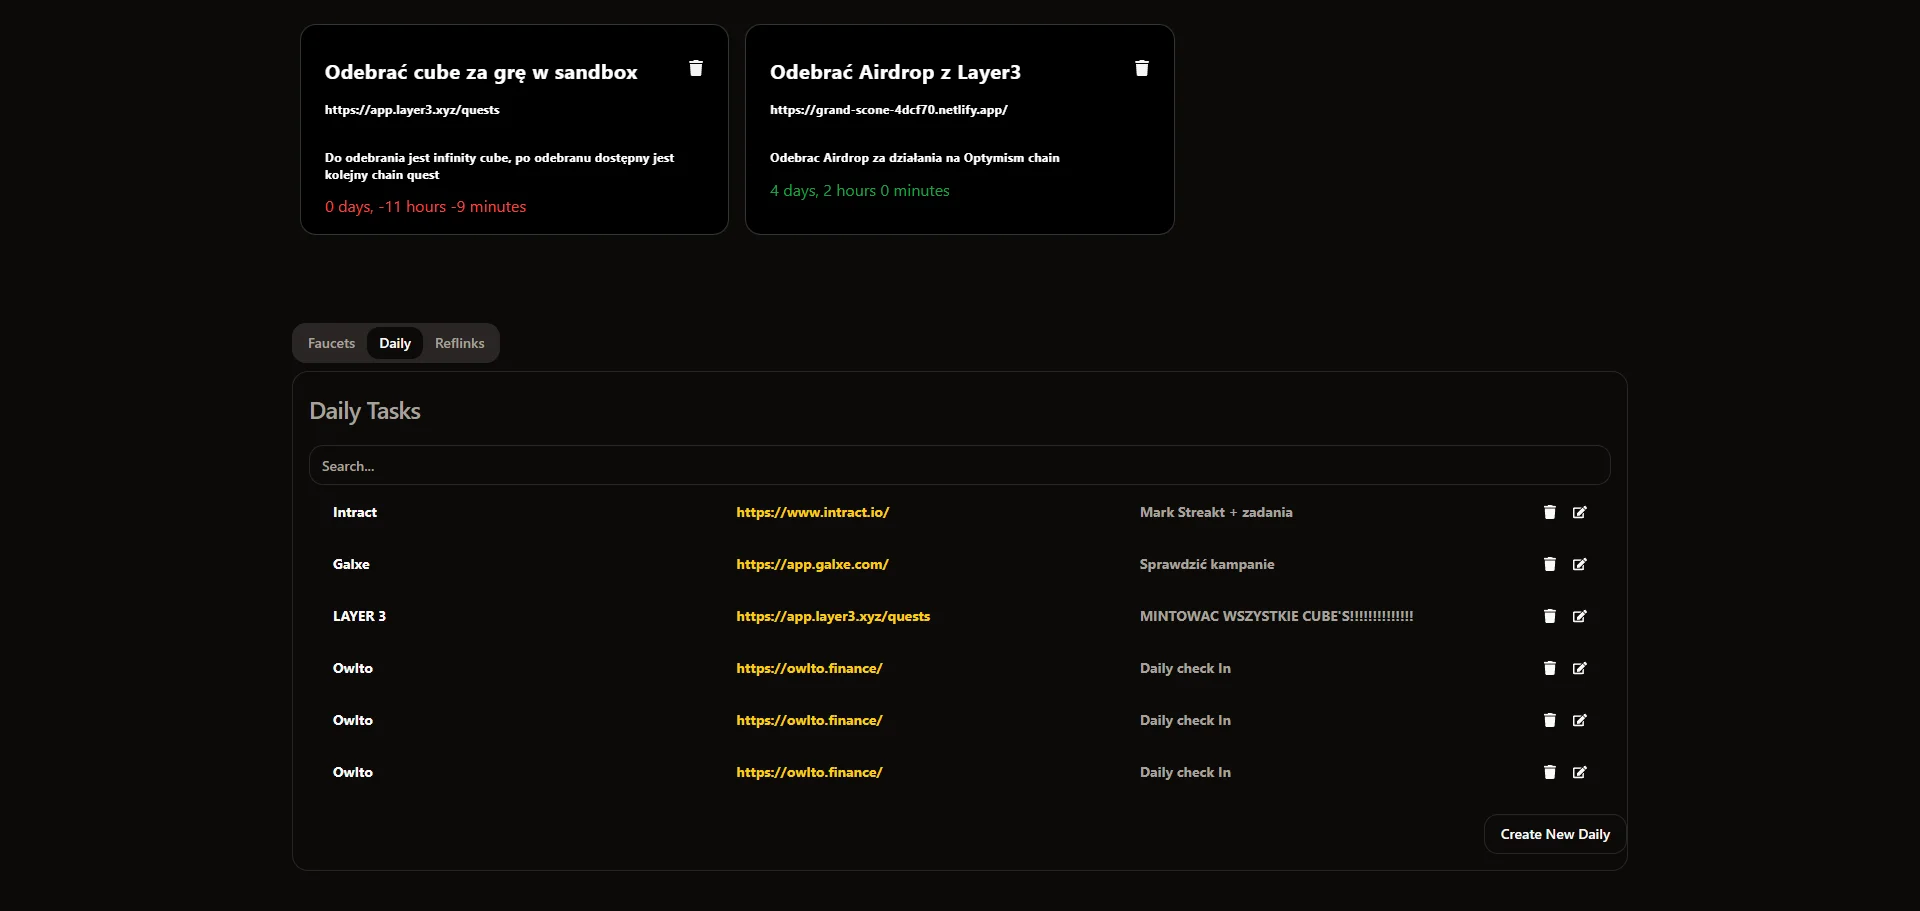 Odebrać cube za grę w sandbox
https://app.layer3.xyz/quests
Do odebrania jest infinity cube, po odebranu dostępny jest
kolejny chain quest
0 days, -11 hours -9 minutes
Odebrać Airdrop z Layer3
https://grand-scone-4dcf70.netlify.app/
Odebrac Airdrop za działania na Optymism chain
4 days, 2 hours 0 minutes
Faucets Daily Reflinks
Daily Tasks
Search...
Intract https://www.intract.io/ Mark Streakt + zadania
Galxe https://app.galxe.com/ Sprawdzić kampanie
LAYER 3 https://app.layer3.xyz/quests MINTOWAC WSZYSTKIE CUBE'S!!!!!!!!!!!!!!
Owlto https://owlto.finance/ Daily check In
Owlto https://owlto.finance/ Daily check In
Owlto https://owlto.finance/ Daily check In
Create New Daily